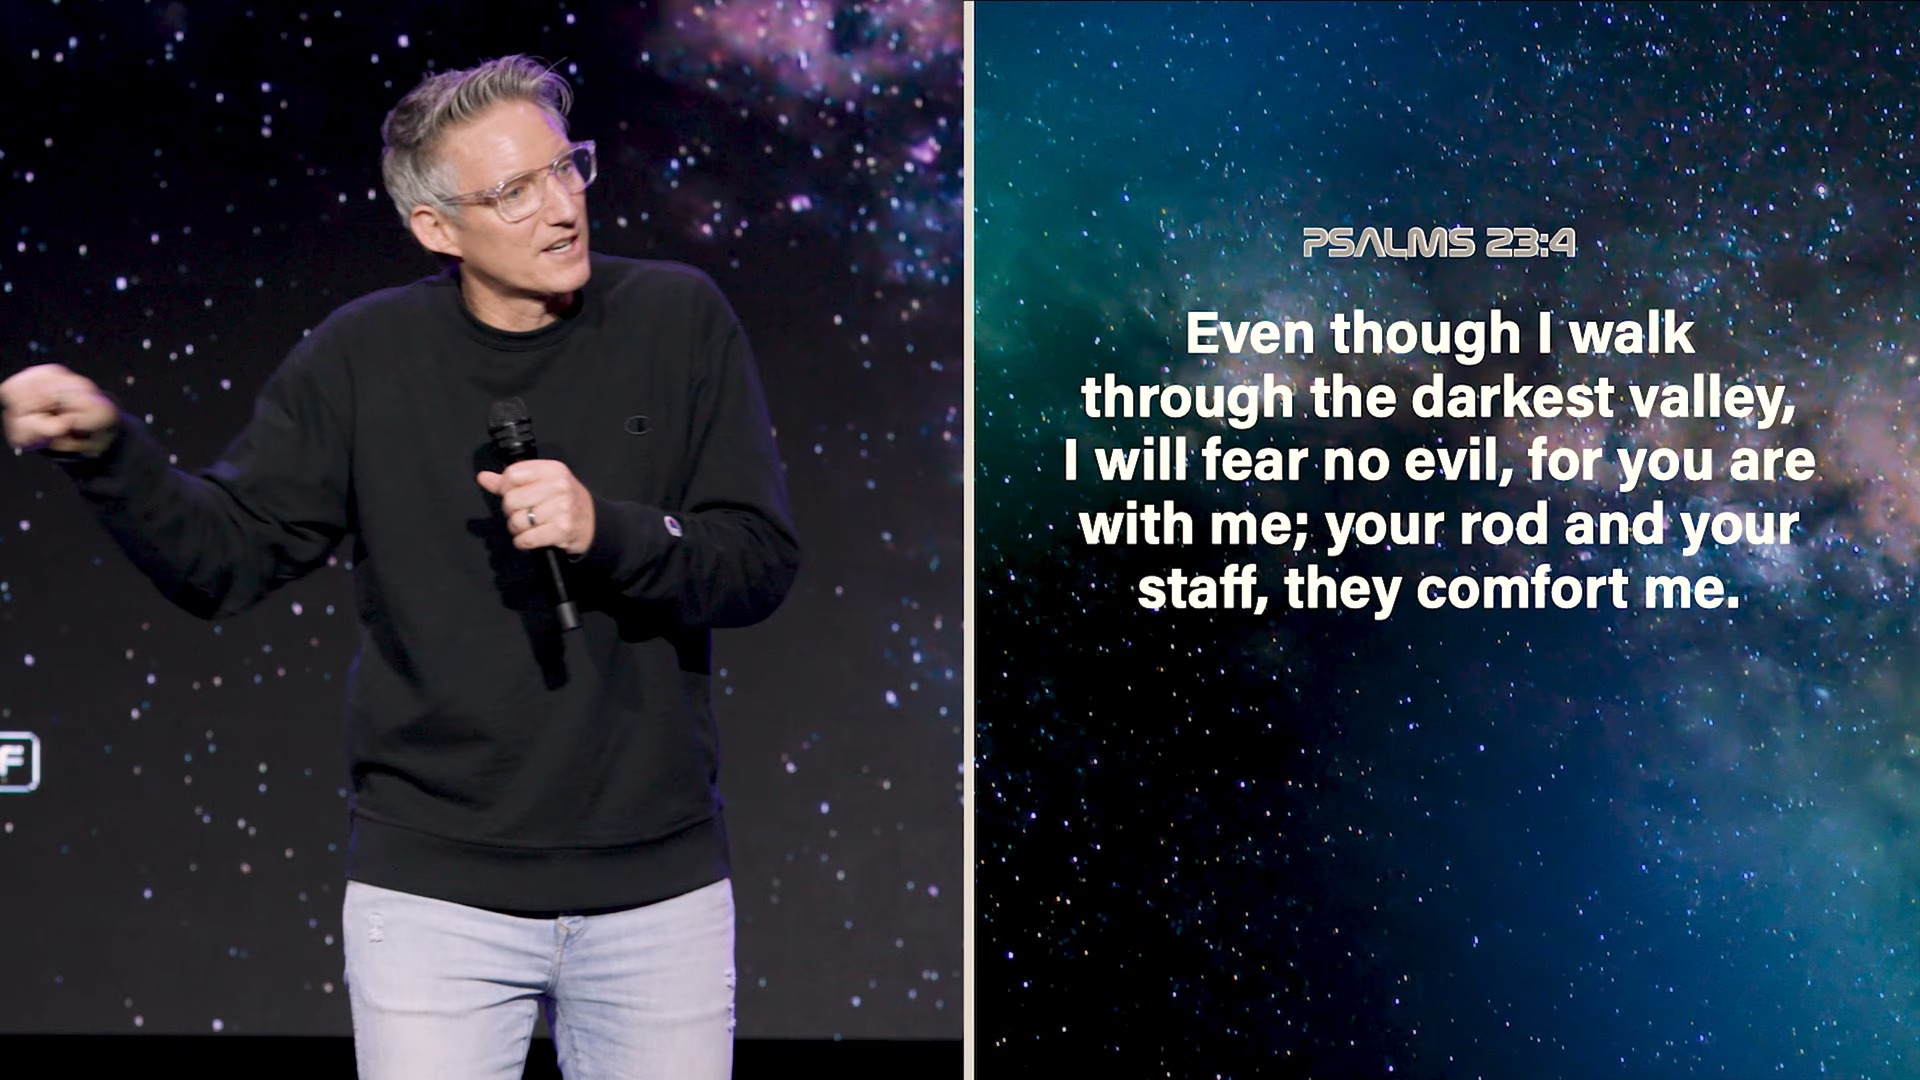 F
PSALMS 23:4
Even though I walk
through the darkest valley,
I will fear no evil, for you are
with me; your rod and your
staff, they comfort me.